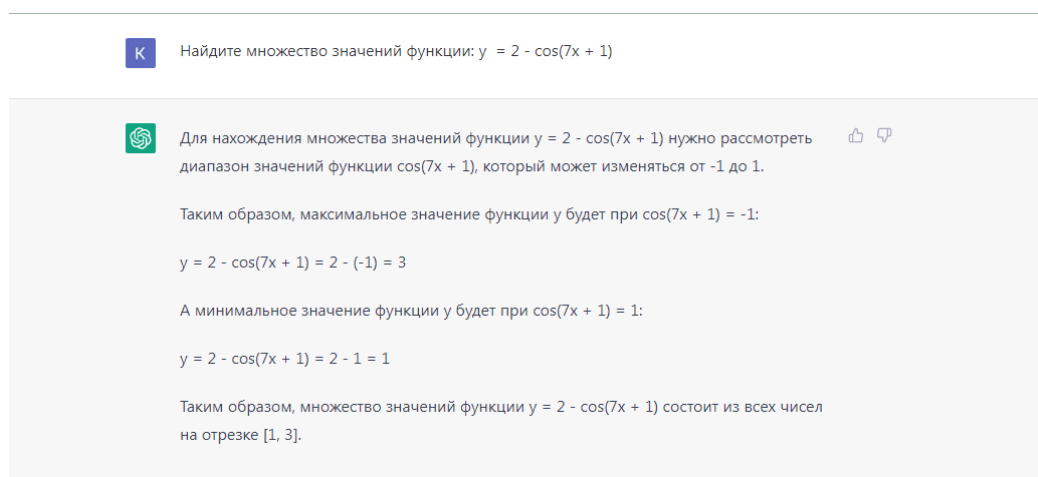 К
Найдите множество значений функции: y  = 2 - cos(7x + 1)
Для нахождения множества значений функции y = 2 - cos(7x + 1) нужно рассмотреть
диапазон значений функции cos(7x + 1), который может изменяться от -1 до 1.
Таким образом, максимальное значение функции y будет при cos(7x + 1) = -1:
y = 2 - cos(7x + 1) = 2 - (-1) = 3
А минимальное значение функции y будет при cos(7x + 1) = 1:
y = 2 - cos(7x + 1) = 2 - 1 = 1
Таким образом, множество значений функции y = 2 - cos(7x + 1) состоит из всех чисел
на отрезке [1, 3].